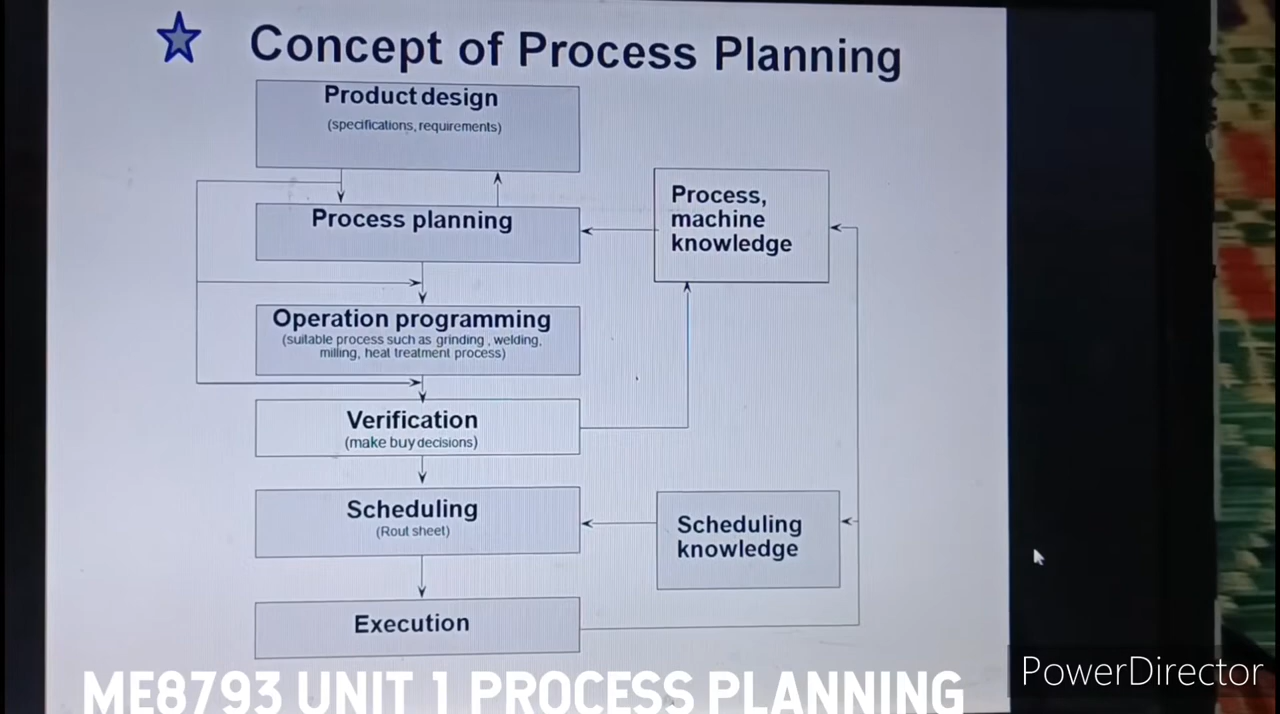 Concept of Process Planning
Product design
(specifications, requirements)
Process planning
Process,
machine
knowledge
Operation programming
(suitable process such as grinding , welding,
milling, heat treatment process)
Verification
(make buy decisions)
Scheduling
(Rout sheet)
Scheduling
knowledge
Execution
ME8793 UNIT 1 PROCESS PLANNING
PowerDirector